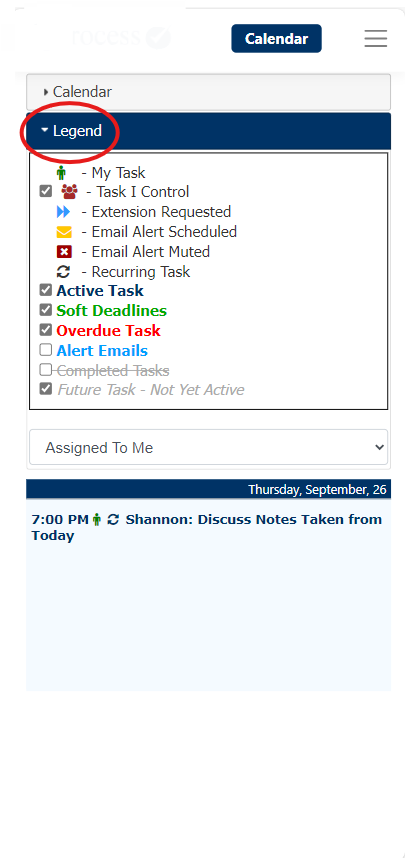 rocess
Calendar
Calendar
Legend
- My Task
- Task I Control
- Extension Requested
- Email Alert Scheduled
- Email Alert Muted
- Recurring Task
Active Task
Soft Deadlines
Overdue Task
Alert Emails
Completed Tasks
Future Task - Not Yet Active
Assigned To Me
Thursday, September, 26
7:00 PM Shannon: Discuss Notes Taken from
Today